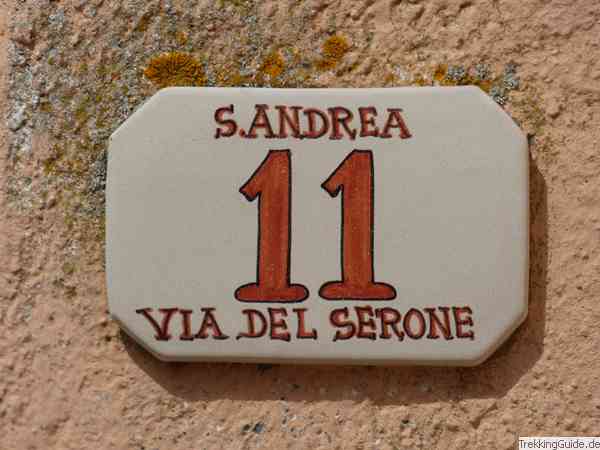 S.ANDREA
11
VIA DEL SERONE
TrekkingGuide.de